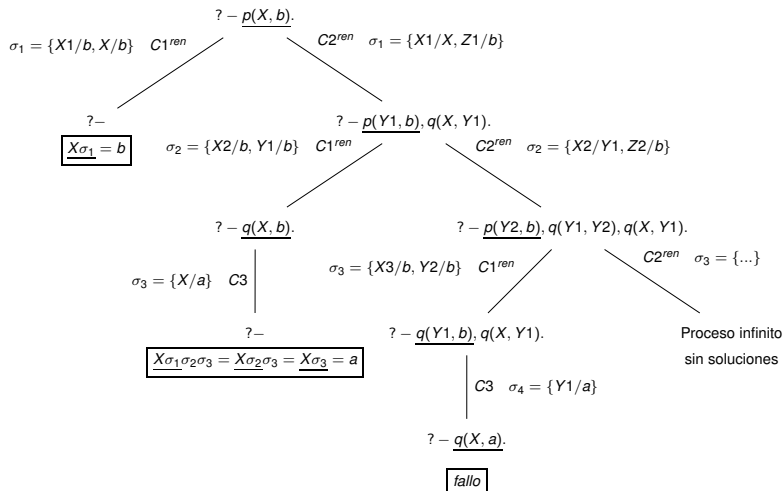 ? − p(X, b).
σ1 = {X1/b, X/b} C1ren C2ren σ1 = {X1/X, Z1/b}
?− ? − p(Y1, b), q(X, Y1).
Xσ1 = b σ2 = {X2/b, Y1/b} C1ren C2ren σ2 = {X2/Y1, Z2/b}
? − q(X, b). ? − p(Y2, b), q(Y1, Y2), q(X, Y1).
σ3 = {X/a} C3 σ3 = {X3/b, Y2/b} C1ren C2ren σ3 = {...}
?− ? − q(Y1, b), q(X, Y1). Proceso infinito
Xσ1σ2σ3 = Xσ2σ3 = Xσ3 = a sin soluciones
C3 σ4 = {Y1/a}
? − q(X, a).
fallo